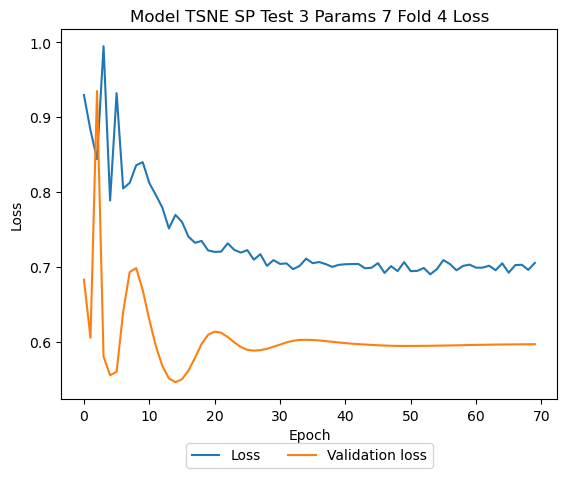 Model TSNE SP Test 3 Params 7 Fold 4 Loss
1.0
0.9
0.8
0.7
0.6
Loss
0 10 20 30 40 50 60 70
Epoch
Loss Validation loss